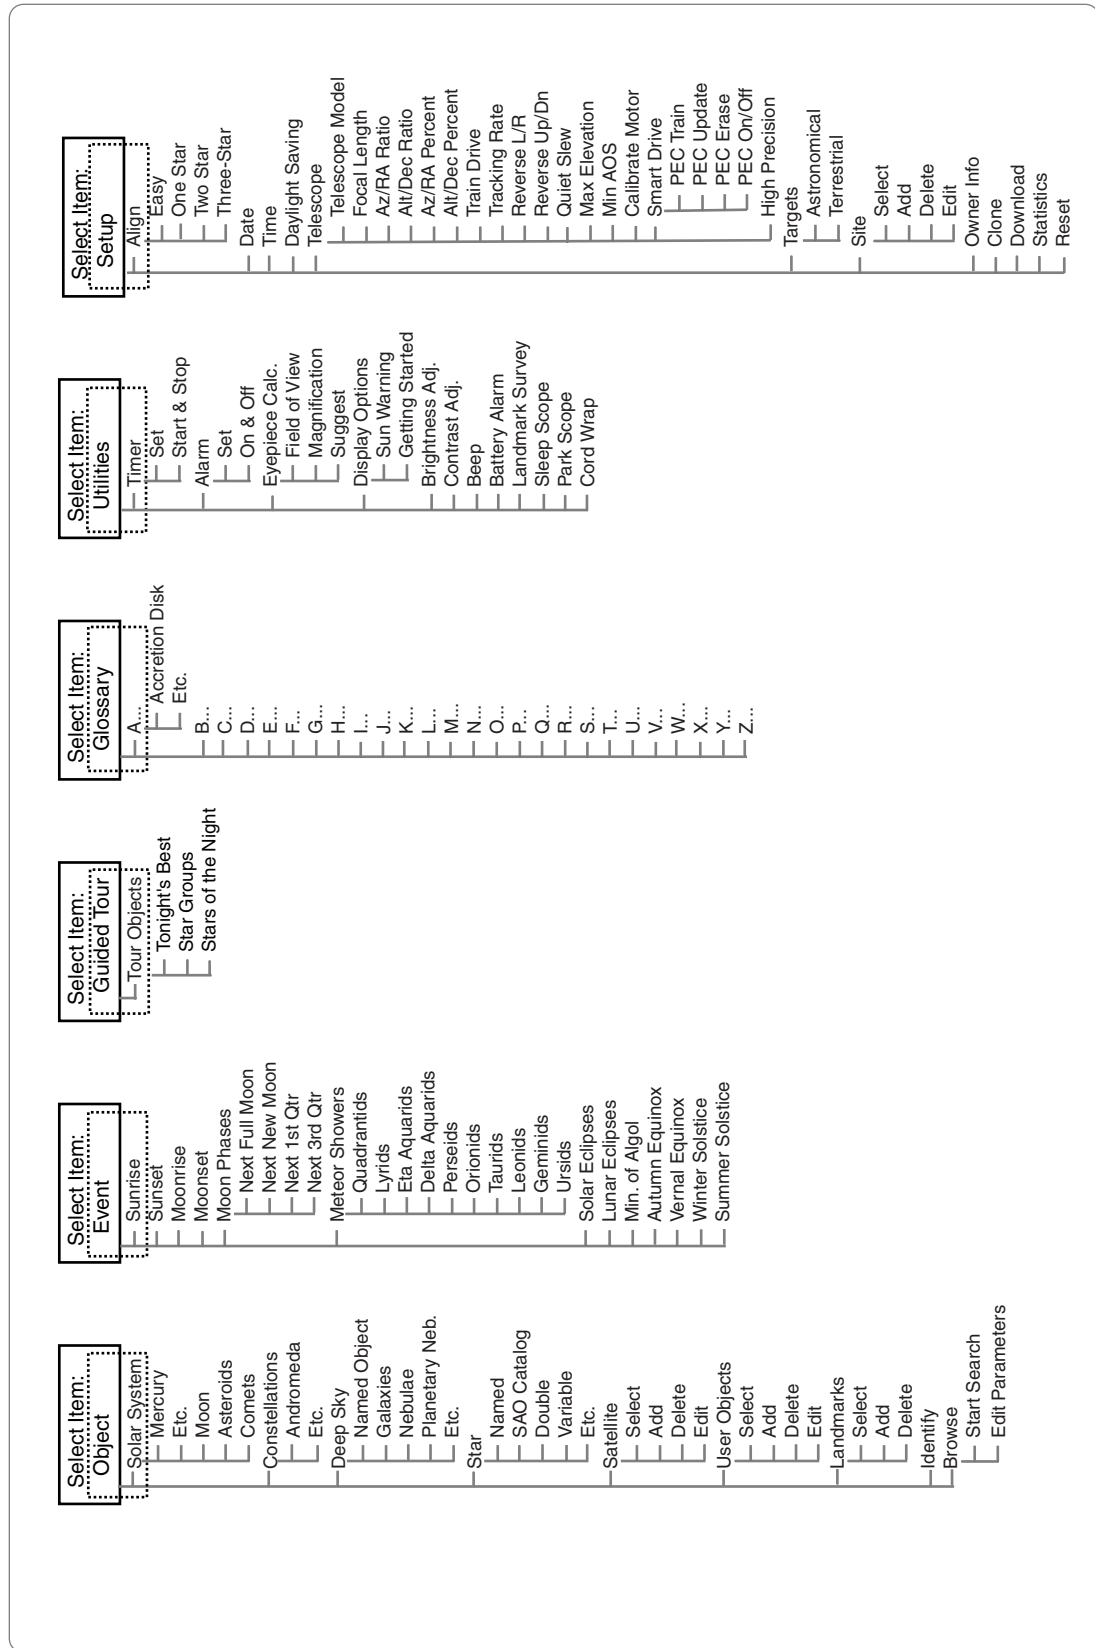 Select Item:
Object
Solar System
Mercury
Etc.
Moon
Asteroids
Comets
Constellations
Andromeda
Etc.
Deep Sky
Named Object
Galaxies
Nebulae
Planetary Neb.
Etc.
Star
Named
SAO Catalog
Double
Variable
Etc.
Satellite
Select
Add
Delete
Edit
User Objects
Select
Add
Delete
Edit
Landmarks
Select
Add
Delete
Identify
Browse
Start Search
Edit Parameters
Select Item:
Event
Sunrise
Sunset
Moonrise
Moonset
Moon Phases
Next Full Moon
Next New Moon
Next 1st Qtr
Next 3rd Qtr
Meteor Showers
Quadrantids
Lyrids
Eta Aquarids
Delta Aquarids
Perseids
Orionids
Taurids
Leonids
Geminids
Ursids
Solar Eclipses
Lunar Eclipses
Min. of Algol
Autumn Equinox
Vernal Equinox
Winter Solstice
Summer Solstice
Select Item:
Guided Tour
Tour Objects
Tonight's Best
Star Groups
Stars of the Night
Select Item:
Glossary
A...
Accretion Disk
Etc.
B...
C...
D...
E...
F...
G...
H...
I...
J...
K...
L...
M...
N...
O...
P...
Q...
R...
S...
T...
U...
V...
W...
X...
Y...
Z...
Select Item:
Utilities
Timer
Set
Start & Stop
Alarm
Set
On & Off
Eyepiece Calc.
Field of View
Magnification
Suggest
Display Options
Sun Warning
Getting Started
Brightness Adj.
Contrast Adj.
Beep
Battery Alarm
Landmark Survey
Sleep Scope
Park Scope
Cord Wrap
Select Item:
Setup
Align
Easy
One Star
Two Star
Three-Star
Date
Time
Daylight Saving
Telescope
Telescope Model
Focal Length
Az/RA Ratio
Alt/Dec Ratio
Az/RA Percent
Alt/Dec Percent
Train Drive
Tracking Rate
Reverse L/R
Reverse Up/Dn
Quiet Slew
Max Elevation
Min AOS
Calibrate Motor
Smart Drive
PEC Train
PEC Update
PEC Erase
PEC On/Off
High Precision
Targets
Astronomical
Terrestrial
Site
Select
Add
Delete
Edit
Owner Info
Clone
Download
Statistics
Reset